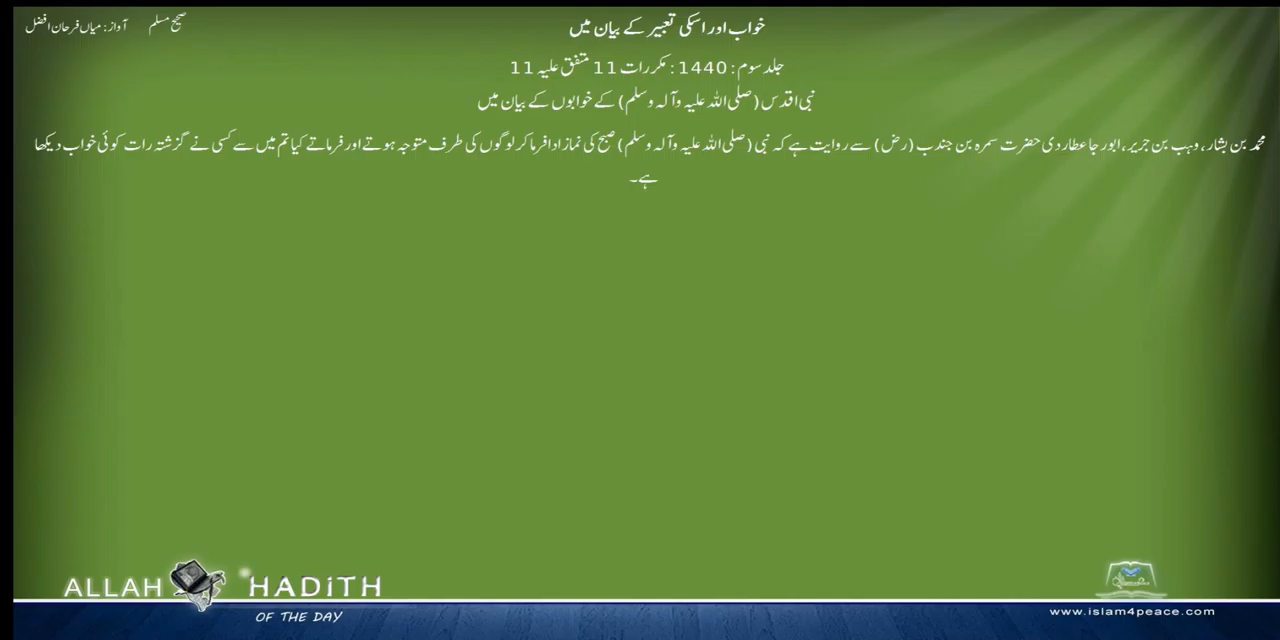 صحیح مسلم آواز: میاں فرحان افضل
خواب اور اسکی تعبیر کے بیان میں
جلد سوم : 1440 : مکررات 11 متفق علیہ 11
نبی اقدس (صلی اللہ علیہ وآلہ وسلم) کے خوابوں کے بیان میں
محمد بن بشار، وہب بن جریر، ابورجا عطاردی حضرت سمرہ بن جندب (رض) سے روایت ہے کہ نبی (صلی اللہ علیہ وآلہ وسلم) صبح کی نماز ادا فرما کر لوگوں کی طرف متوجہ ہوتے اور فرماتے کیا تم میں سے کسی نے گزشتہ رات کوئی خواب دیکھا
ہے۔
ALLAH HADITH
OF THE DAY
www.islam4peace.com